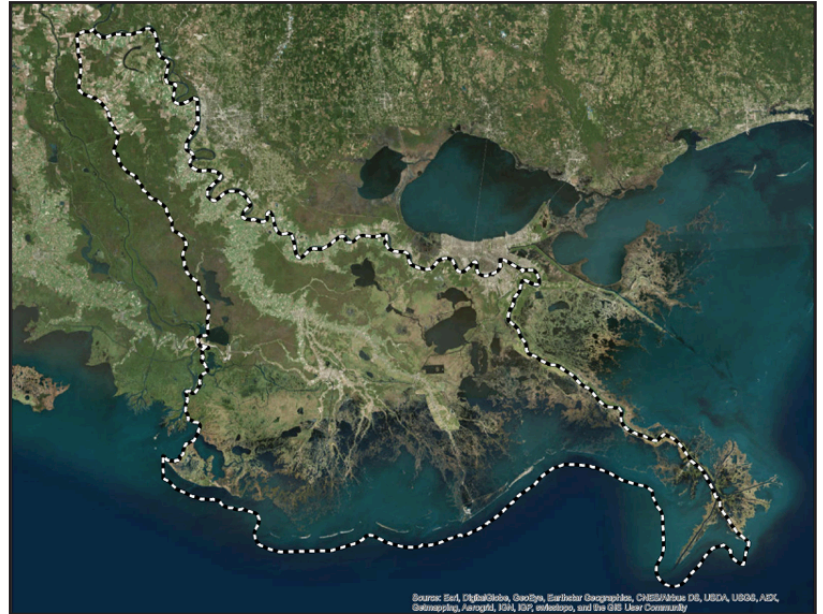 Source: Esri, DigitalGlobe, GeoEye, Earthstar Geographics, CNES/Airbus DS, USDA, USGS, AEX,
Getmapping, Aerogrid, IGN, IGP, swisstopo, and the GIS User Community